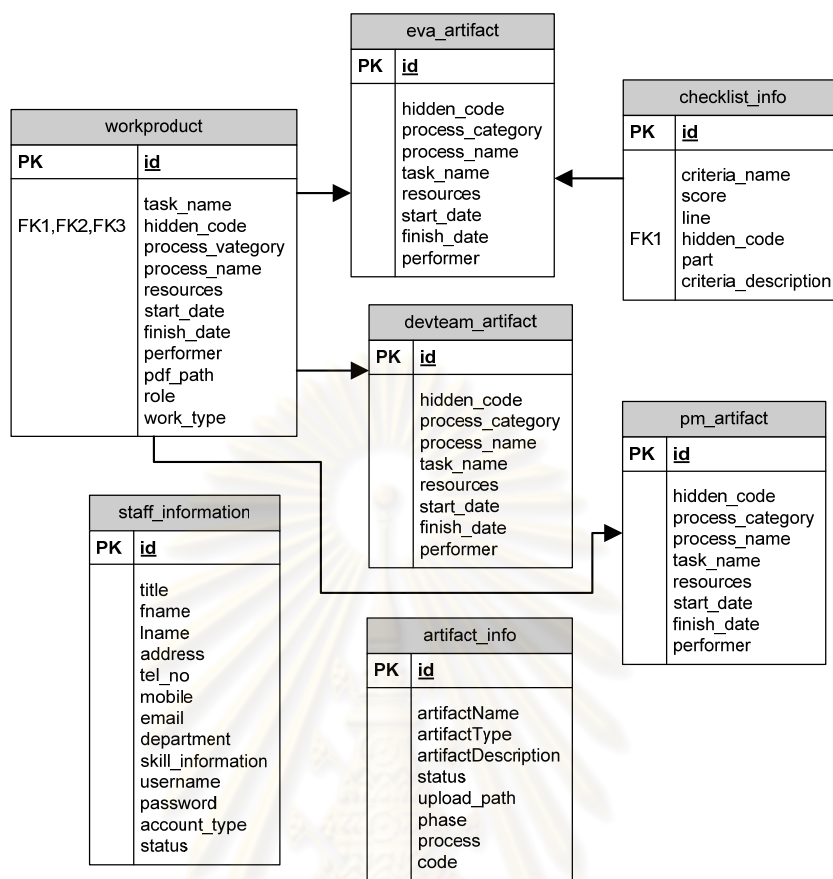 eva_artifact
PK id
hidden_code
process_category
process_name
task_name
resources
start_date
finish_date
performer
checklist_info
PK id
criteria_name
score
line
FK1 hidden_code
part
criteria_description
workproduct
PK id
task_name
FK1,FK2,FK3 hidden_code
process_vategory
process_name
resources
start_date
finish_date
performer
pdf_path
role
work_type
devteam_artifact
PK id
hidden_code
process_category
process_name
task_name
resources
start_date
finish_date
performer
pm_artifact
PK id
hidden_code
process_category
process_name
task_name
resources
start_date
finish_date
performer
staff_information
PK id
title
fname
lname
address
tel_no
mobile
email
department
skill_information
username
password
account_type
status
artifact_info
PK id
artifactName
artifactType
artifactDescription
status
upload_path
phase
process
code